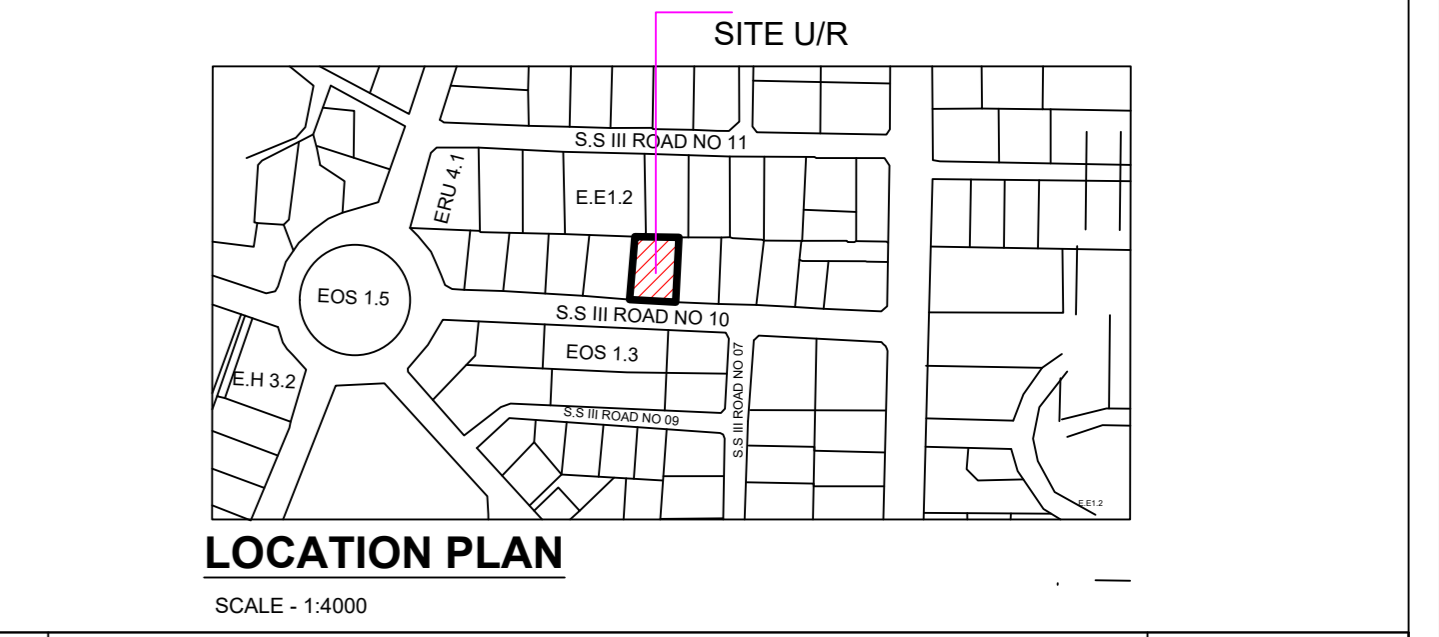 SITE U/R
S.S III ROAD NO 11
ERU 4.1
E.E1.2
EOS 1.5
S.S III ROAD NO 10
EOS 1.3
S.S III ROAD NO 07
E.H 3.2
S.S III ROAD NO 09
E.E1.2
LOCATION PLAN
SCALE - 1:4000